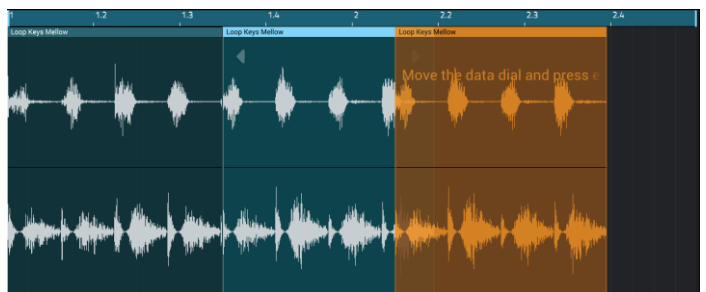 1 1.2 1.3 1.4 2 2.2 2.3 2.4
Loop Keys Mellow Loop Keys Mellow Loop Keys Mellow
Move the data dial and press e